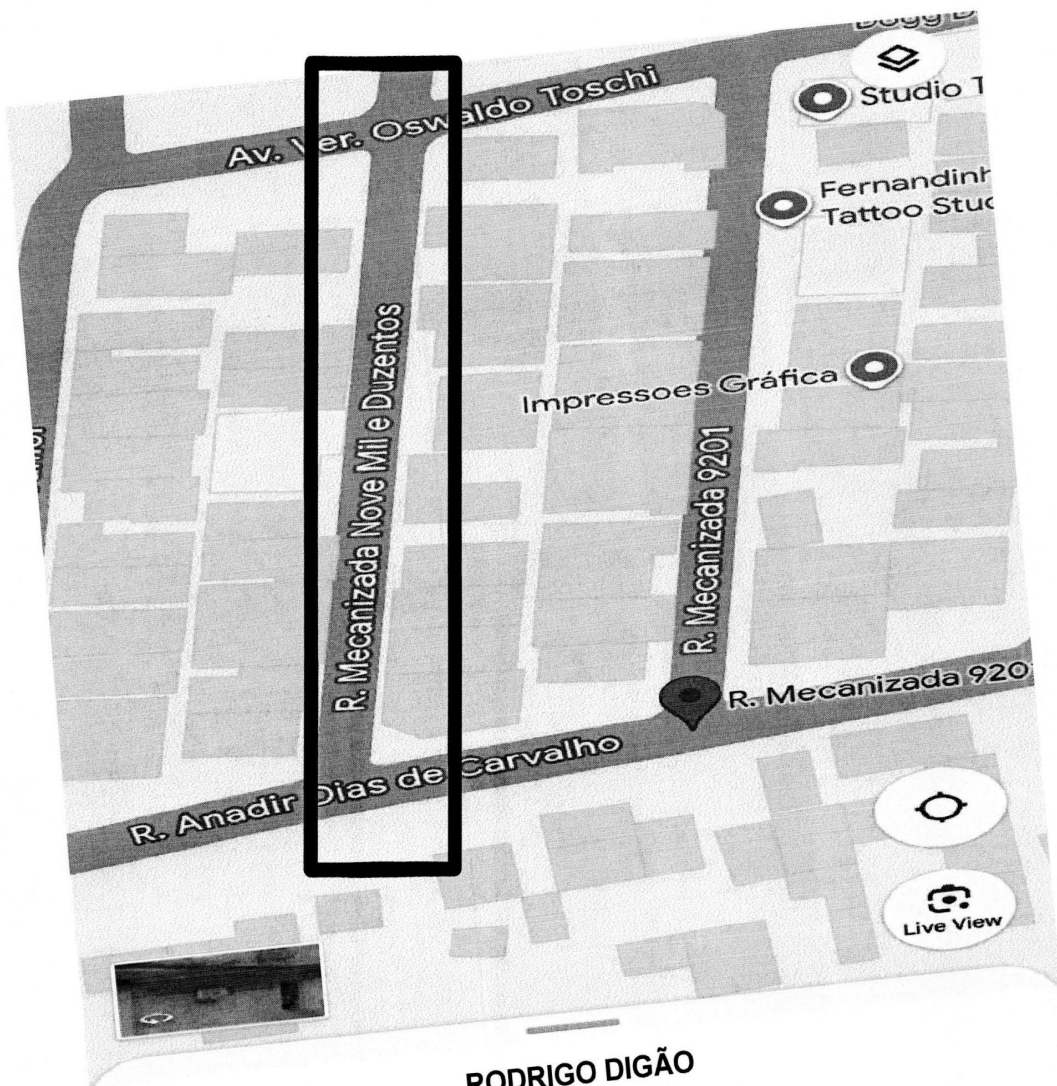 Av. Ver. Oswaldo Toschi
Studio T
Fernandinh
Tattoo Stud
Impressoes Gráfica
R. Mecanizada Nove Mil e Duzentos
R. Mecanizada 9201
R. Mecanizada 920
R. Anadir Dias de Carvalho
Live View
RODRIGO DIGÃO